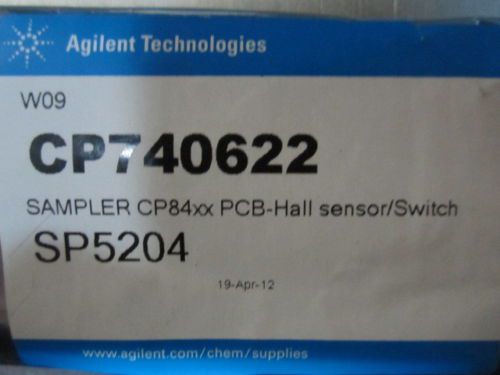 Agilent Technologies
W09
CP740622
SAMPLER CP84xx PCB-Hall sensor/Switch
SP5204
19-Apr-12
www.agilent.com/chem/supplies